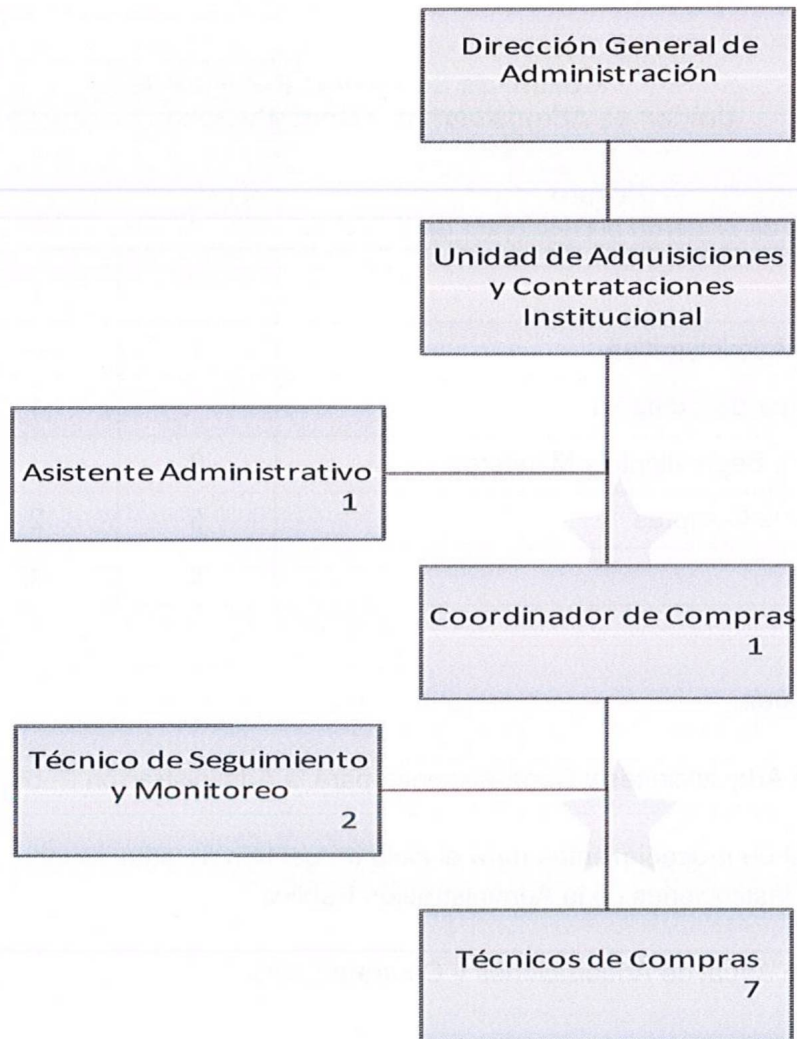 Dirección General de
Administración
Unidad de Adquisiciones
y Contrataciones
Institucional
Asistente Administrativo
1
Coordinador de Compras
1
Técnico de Seguimiento
y Monitoreo
2
Técnicos de Compras
7